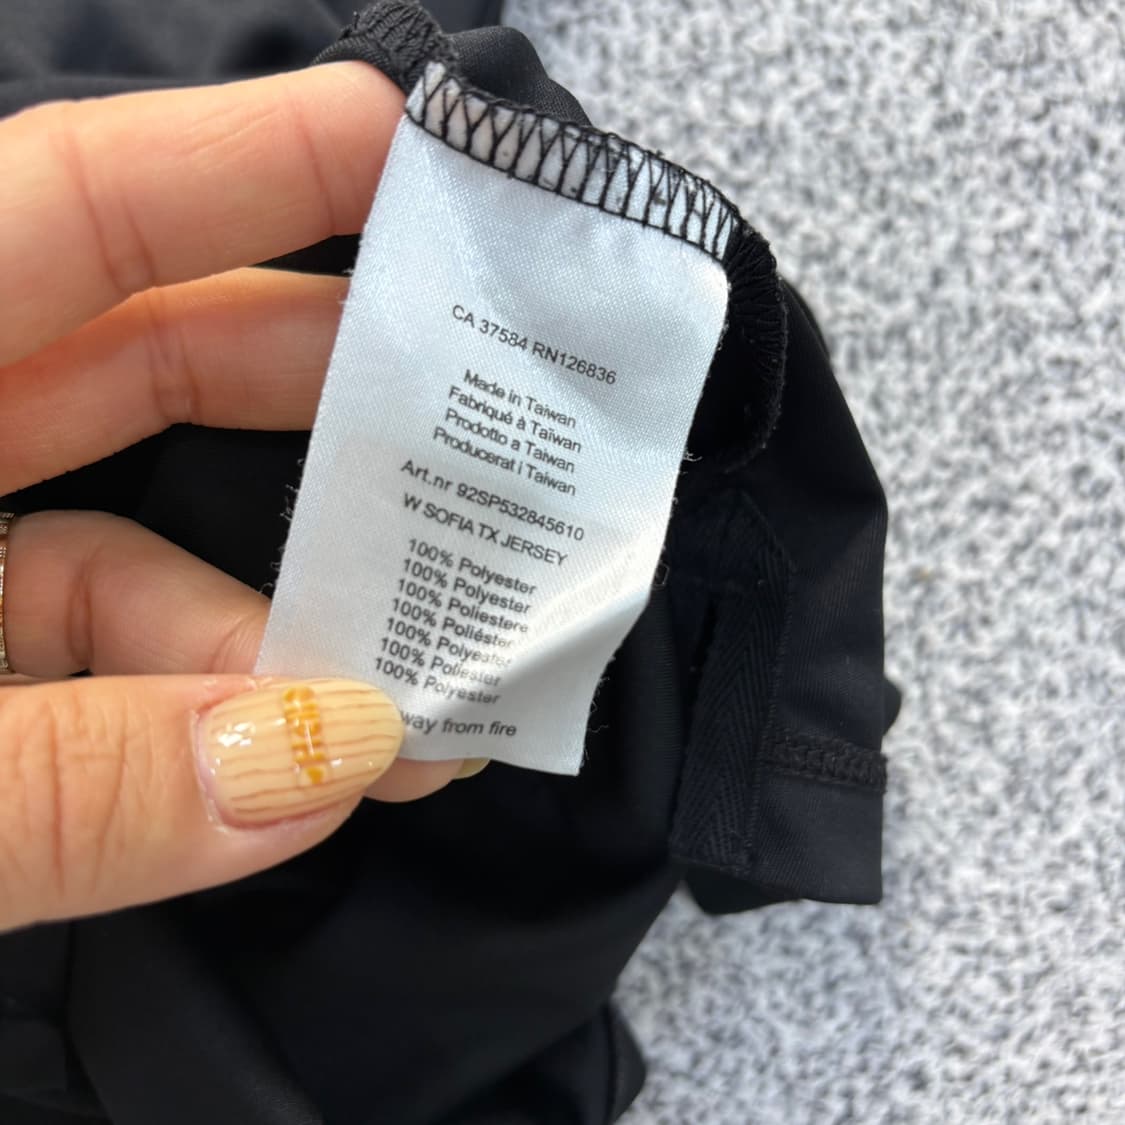 CA 37584 RN126836
Made in Taiwan
Fabriqué à Taïwan
Prodotto a Taiwan
Producerat i Taiwan
Art.nr 92SP532845610
W SOFIA TX JERSEY
100% Polyester
100% Polyester
100% Poliestere
100% Poliéster
100% Polyester
100% Poliester
100% Polyester
way from fire